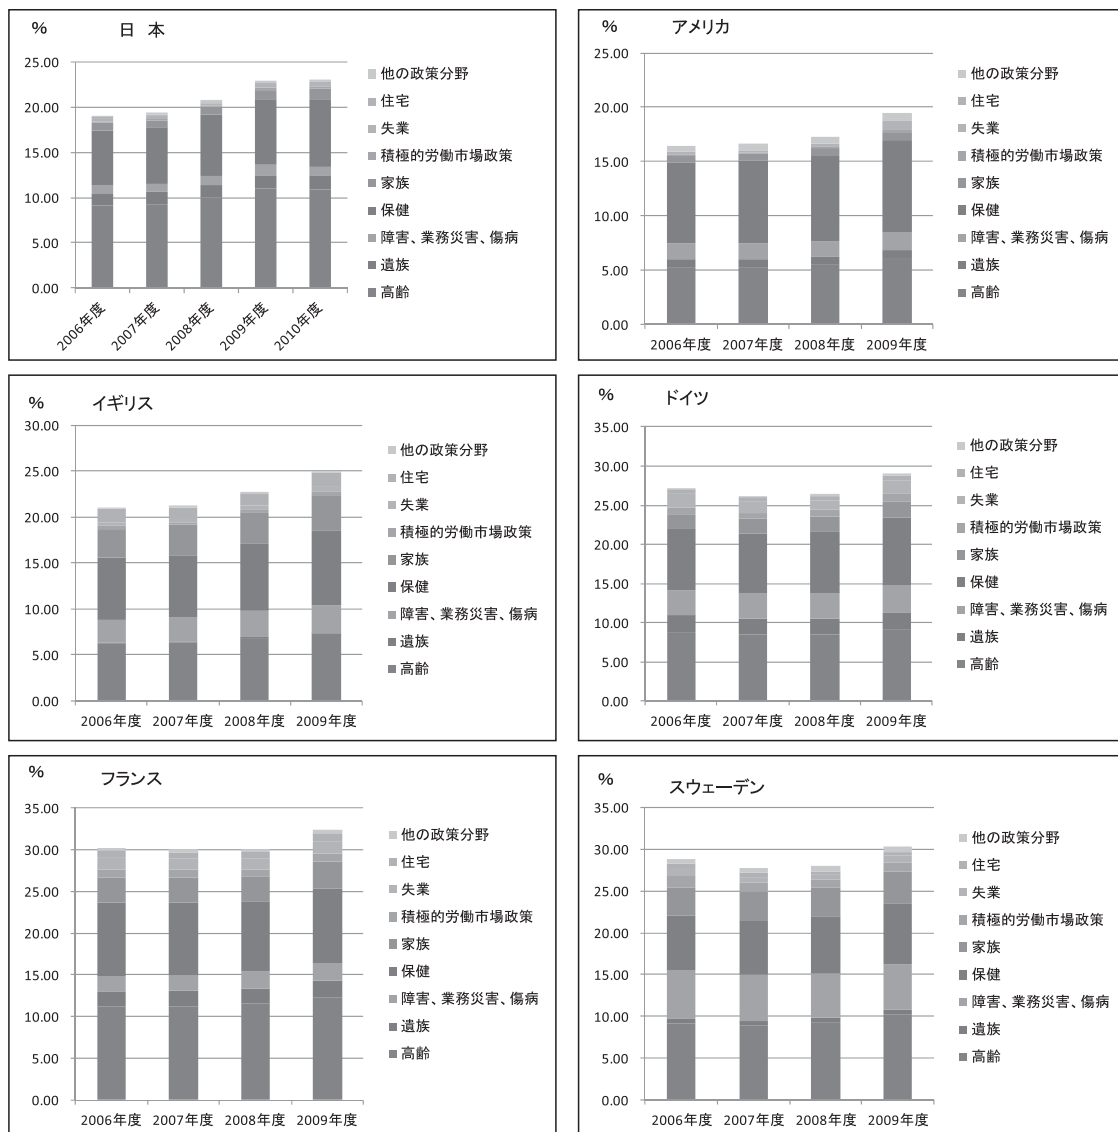 % 日 本
25.00
20.00
15.00
10.00
5.00
0.00
2006年度 2007年度 2008年度 2009年度 2010年度
他の政策分野
住宅
失業
積極的労働市場政策
家族
保健
障害、業務災害、傷病
遺族
高齢
% アメリカ
25.00
20.00
15.00
10.00
5.00
0.00
2006年度 2007年度 2008年度 2009年度
他の政策分野
住宅
失業
積極的労働市場政策
家族
保健
障害、業務災害、傷病
遺族
高齢
% イギリス
30.00
25.00
20.00
15.00
10.00
5.00
0.00
2006年度 2007年度 2008年度 2009年度
他の政策分野
住宅
失業
積極的労働市場政策
家族
保健
障害、業務災害、傷病
遺族
高齢
% ドイツ
35.00
30.00
25.00
20.00
15.00
10.00
5.00
0.00
2006年度 2007年度 2008年度 2009年度
他の政策分野
住宅
失業
積極的労働市場政策
家族
保健
障害、業務災害、傷病
遺族
高齢
% フランス
35.00
30.00
25.00
20.00
15.00
10.00
5.00
0.00
2006年度 2007年度 2008年度 2009年度
他の政策分野
住宅
失業
積極的労働市場政策
家族
保健
障害、業務災害、傷病
遺族
高齢
% スウェーデン
35.00
30.00
25.00
20.00
15.00
10.00
5.00
0.00
2006年度 2007年度 2008年度 2009年度
他の政策分野
住宅
失業
積極的労働市場政策
家族
保健
障害、業務災害、傷病
遺族
高齢